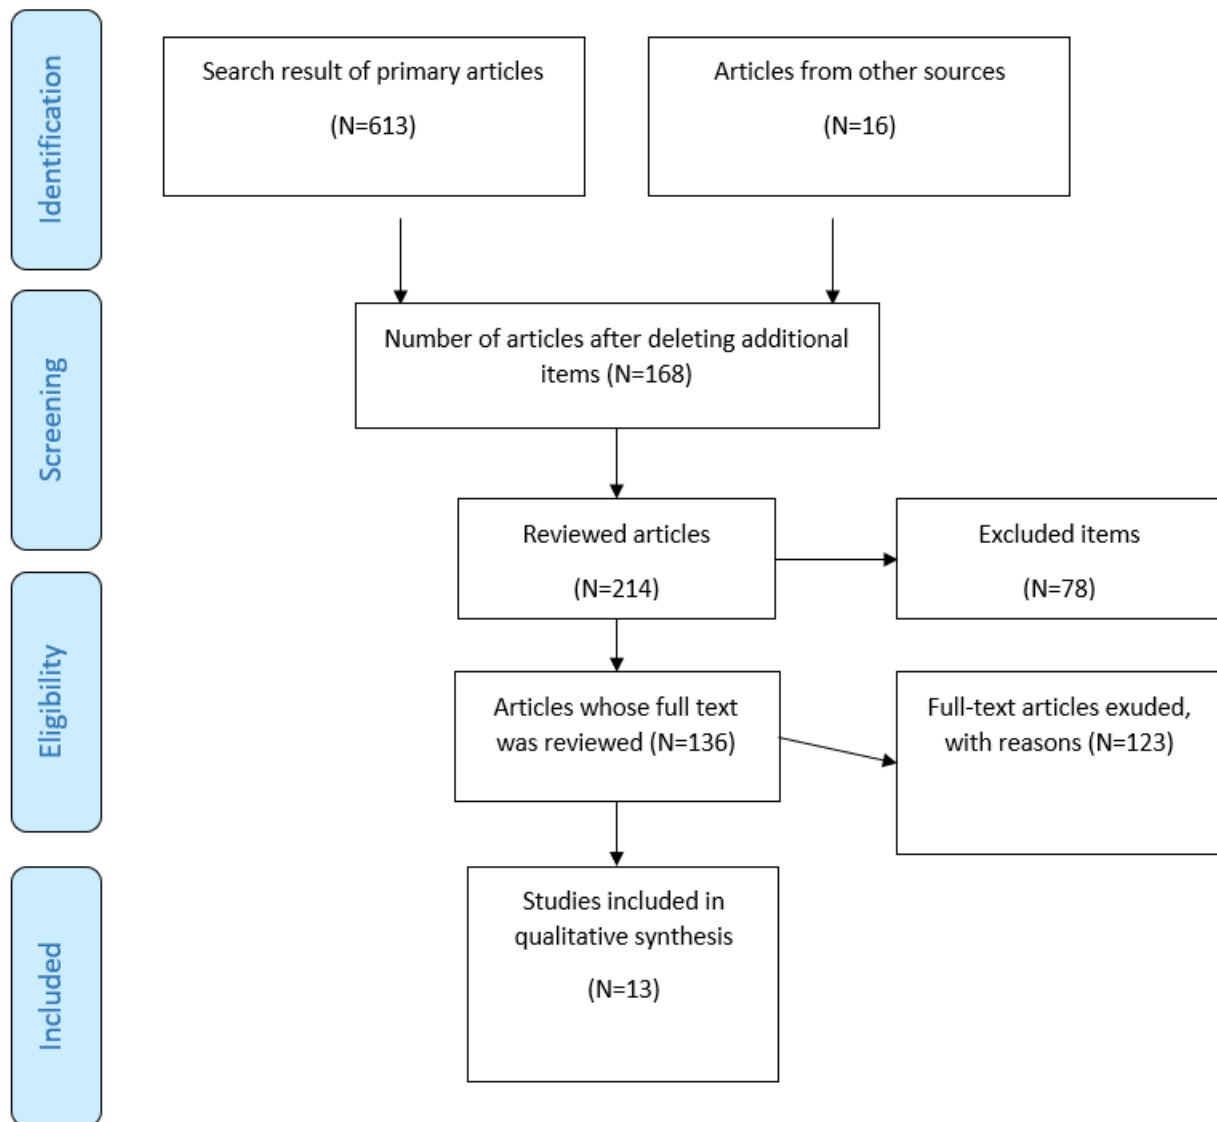 Identification
Search result of primary articles
(N=613)
Articles from other sources
(N=16)
Screening
Number of articles after deleting additional
items (N=168)
Reviewed articles
(N=214)
Excluded items
(N=78)
Eligibility
Articles whose full text
was reviewed (N=136)
Full-text articles exuded,
with reasons (N=123)
Included
Studies included in
qualitative synthesis
(N=13)